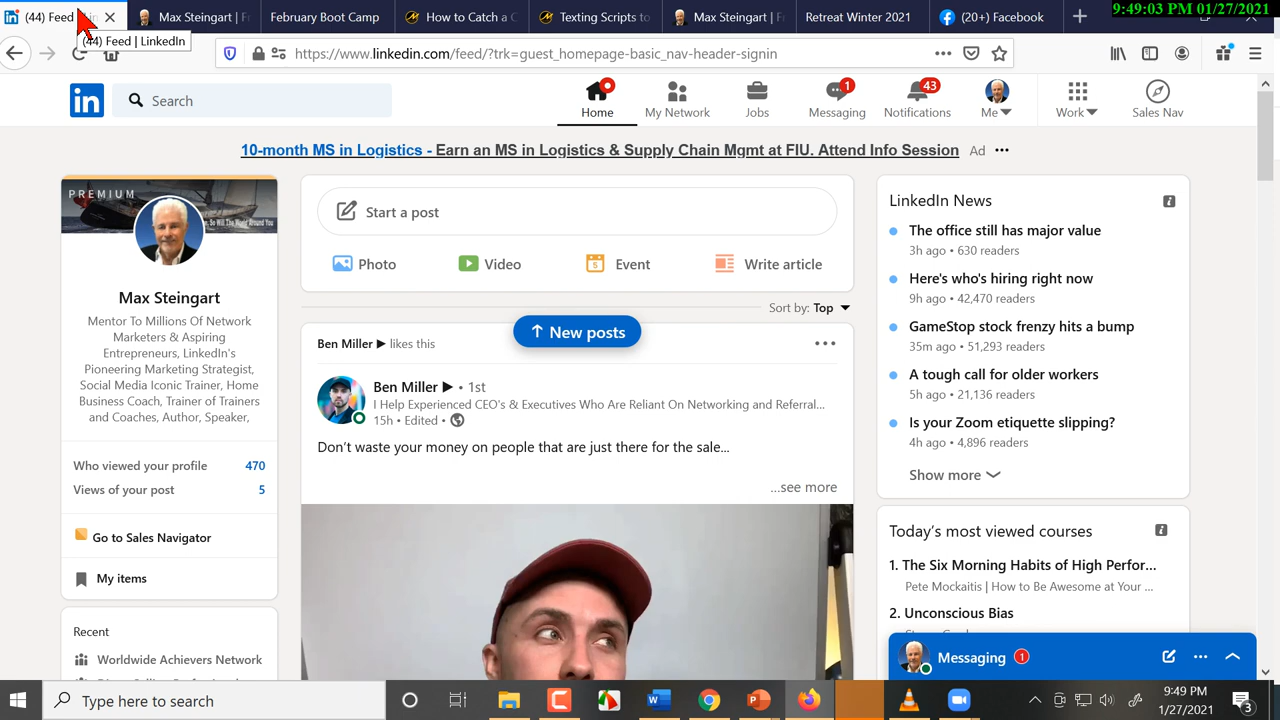 9:49:03 PM 01/27/2021
(44) Feed
Max Steingart | F
February Boot Camp
How to Catch a C
Texting Scripts to
Max Steingart | F
Retreat Winter 2021
(20+) Facebook
(44) Feed | LinkedIn
https://www.linkedin.com/feed/?trk=guest_homepage-basic_nav-header-signin
Search
Home
My Network
Jobs
1
Messaging
43
Notifications
Me
Work
Sales Nav
10-month MS in Logistics - Earn an MS in Logistics & Supply Chain Mgmt at FIU. Attend Info Session Ad
PREMIUM
, So Will The World Around You
Max Steingart
Mentor To Millions Of Network
Marketers & Aspiring
Entrepreneurs, LinkedIn's
Pioneering Marketing Strategist,
Social Media Iconic Trainer, Home
Business Coach, Trainer of Trainers
and Coaches, Author, Speaker,
Who viewed your profile 470
Views of your post 5
Go to Sales Navigator
My items
Recent
Worldwide Achievers Network
Start a post
Photo
Video
Event
Write article
Sort by: Top
New posts
Ben Miller ▶ likes this
Ben Miller ▶ • 1st
I Help Experienced CEO's & Executives Who Are Reliant On Networking and Referral...
15h • Edited •
Don't waste your money on people that are just there for the sale...
...see more
LinkedIn News
The office still has major value
3h ago • 630 readers
Here's who's hiring right now
9h ago • 42,470 readers
GameStop stock frenzy hits a bump
35m ago • 51,293 readers
A tough call for older workers
5h ago • 21,136 readers
Is your Zoom etiquette slipping?
4h ago • 4,896 readers
Show more
Today's most viewed courses
1. The Six Morning Habits of High Perfor...
Pete Mockaitis | How to Be Awesome at Your ...
2. Unconscious Bias
Messaging 1
Type here to search
9:49 PM
1/27/2021
3